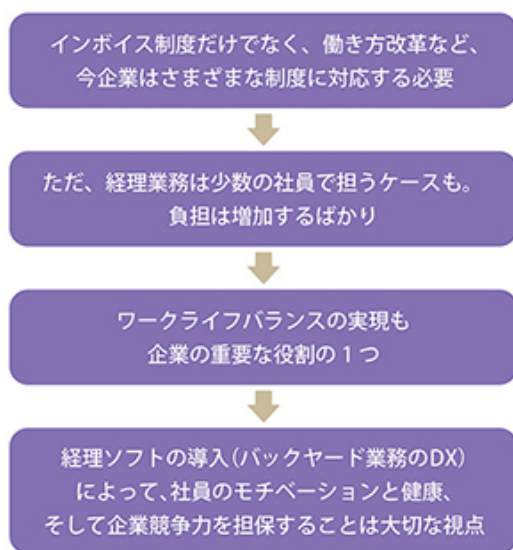 インボイス制度だけでなく、働き方改革など、
今企業はさまざまな制度に対応する必要
ただ、経理業務は少数の社員で担うケースも。
負担は増加するばかり
ワークライフバランスの実現も
企業の重要な役割の1つ
経理ソフトの導入(バックヤード業務のDX)
によって、社員のモチベーションと健康、
そして企業競争力を担保することは大切な視点